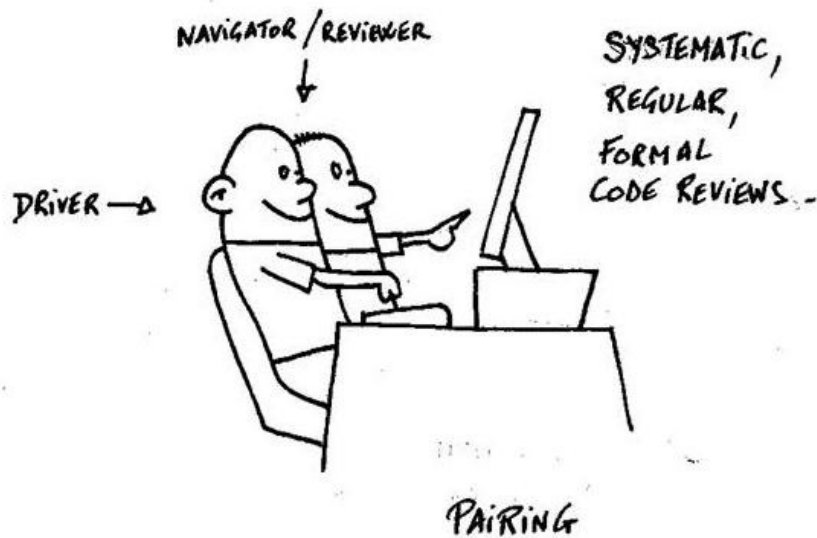 NAVIGATOR / REVIEWER
SYSTEMATIC,
REGULAR,
FORMAL
CODE REVIEWS -
DRIVER
PAIRING